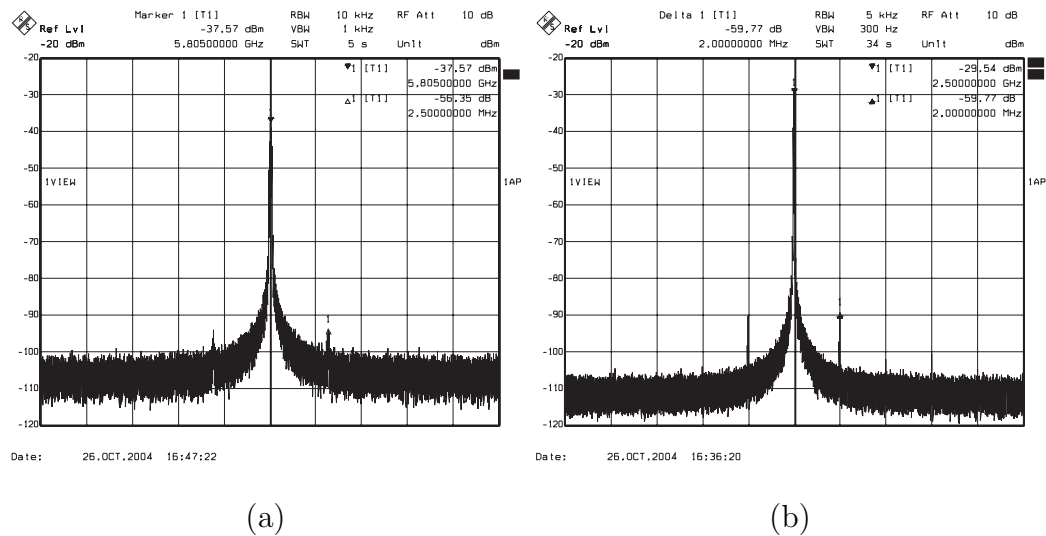 Marker 1 [T1] RBW 10 kHz RF Att 10 dB
Ref Lvl -37.57 dBm VBW 1 kHz
-20 dBm 5.80500000 GHz SWT 5 s Unit dBm
-20
1 [T1] -37.57 dBm
5.80500000 GHz
-30
1 [T1] -56.35 dB
2.50000000 MHz
1
-40
-50
1VIEW 1AP
-60
-70
-80
-90
1
-100
-110
-120
Date: 26.OCT.2004 16:47:22
(a)
Delta 1 [T1] RBW 5 kHz RF Att 10 dB
Ref Lvl -59.77 dB VBW 300 Hz
-20 dBm 2.00000000 MHz SWT 34 s Unit dBm
-20
1 [T1] -29.54 dBm
2.50000000 GHz
1
-30
1 [T1] -59.77 dB
2.00000000 MHz
-40
-50
1VIEW 1AP
-60
-70
-80
-90
1
-100
-110
-120
Date: 26.OCT.2004 16:36:20
(b)